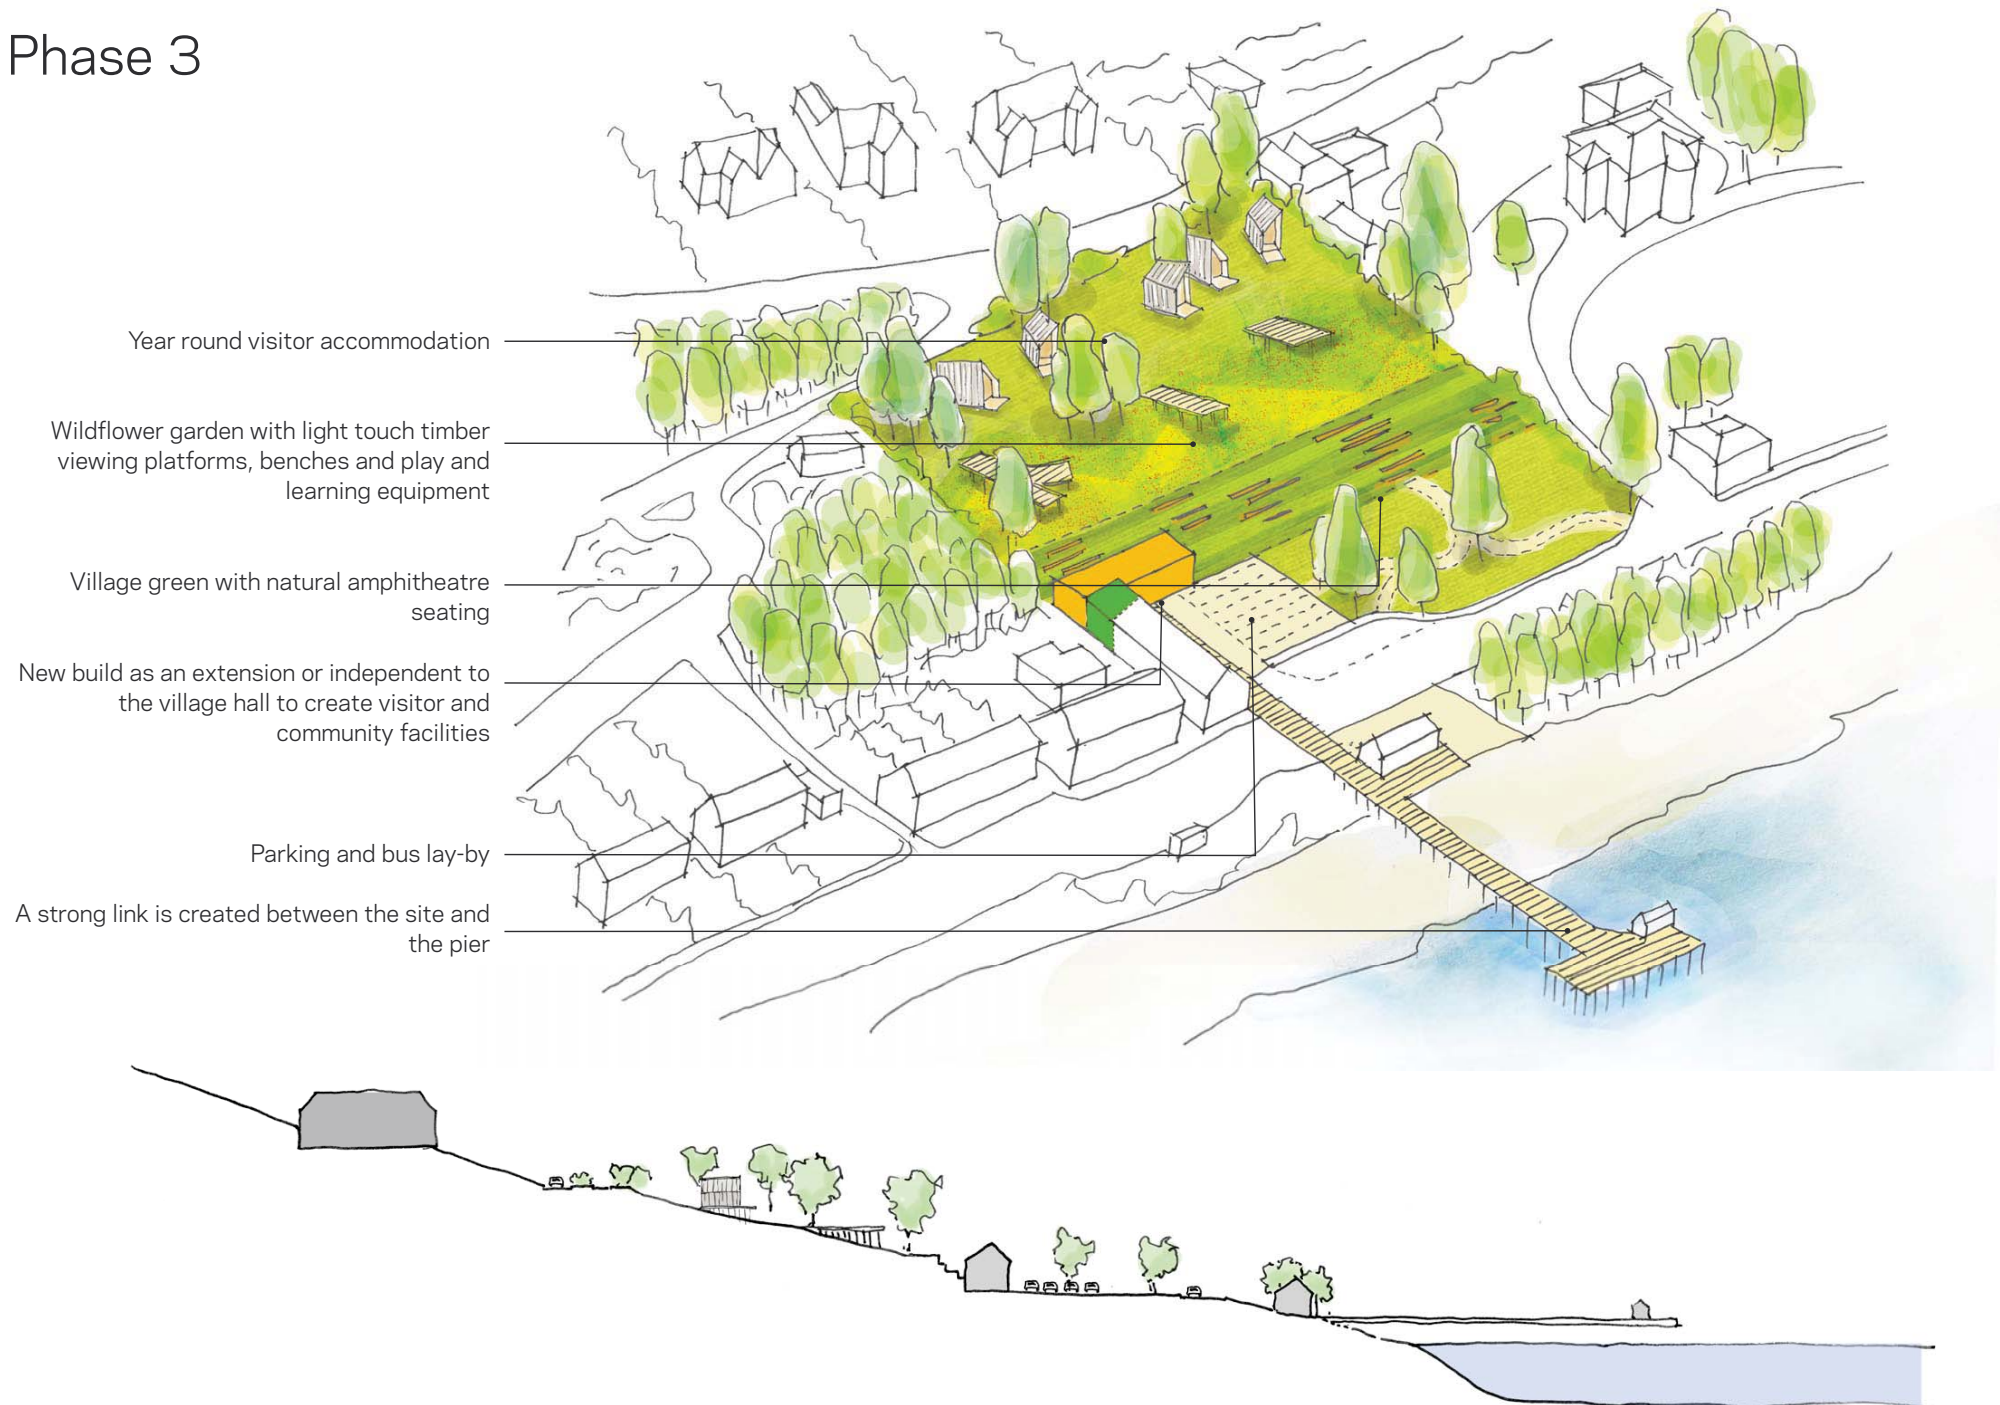 Phase 3
Year round visitor accommodation
Wildflower garden with light touch timber
viewing platforms, benches and play and
learning equipment
Village green with natural amphitheatre
seating
New build as an extension or independent to
the village hall to create visitor and
community facilities
Parking and bus lay-by
A strong link is created between the site and
the pier